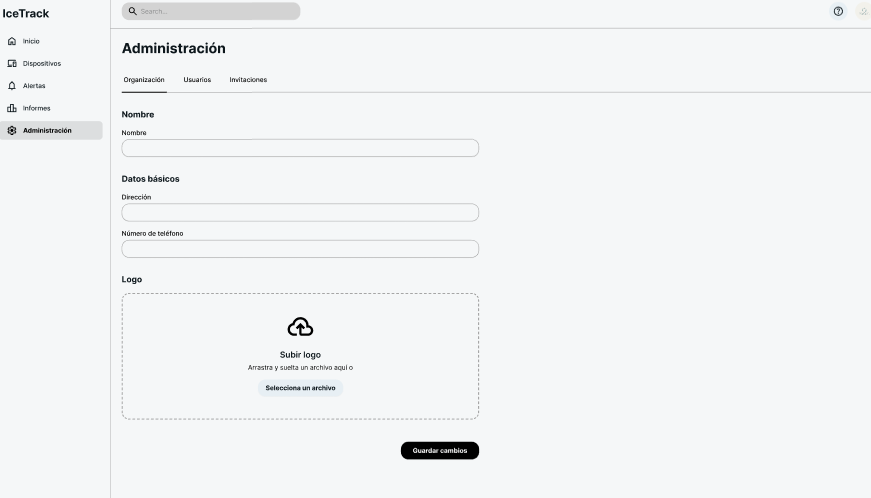 IceTrack
Search...
Inicio
Dispositivos
Alertas
Informes
Administración
Administración
Organización
Usuarios
Invitaciones
Nombre
Nombre
Datos básicos
Dirección
Número de teléfono
Logo
Subir logo
Arrastra y suelta un archivo aquí o
Selecciona un archivo
Guardar cambios